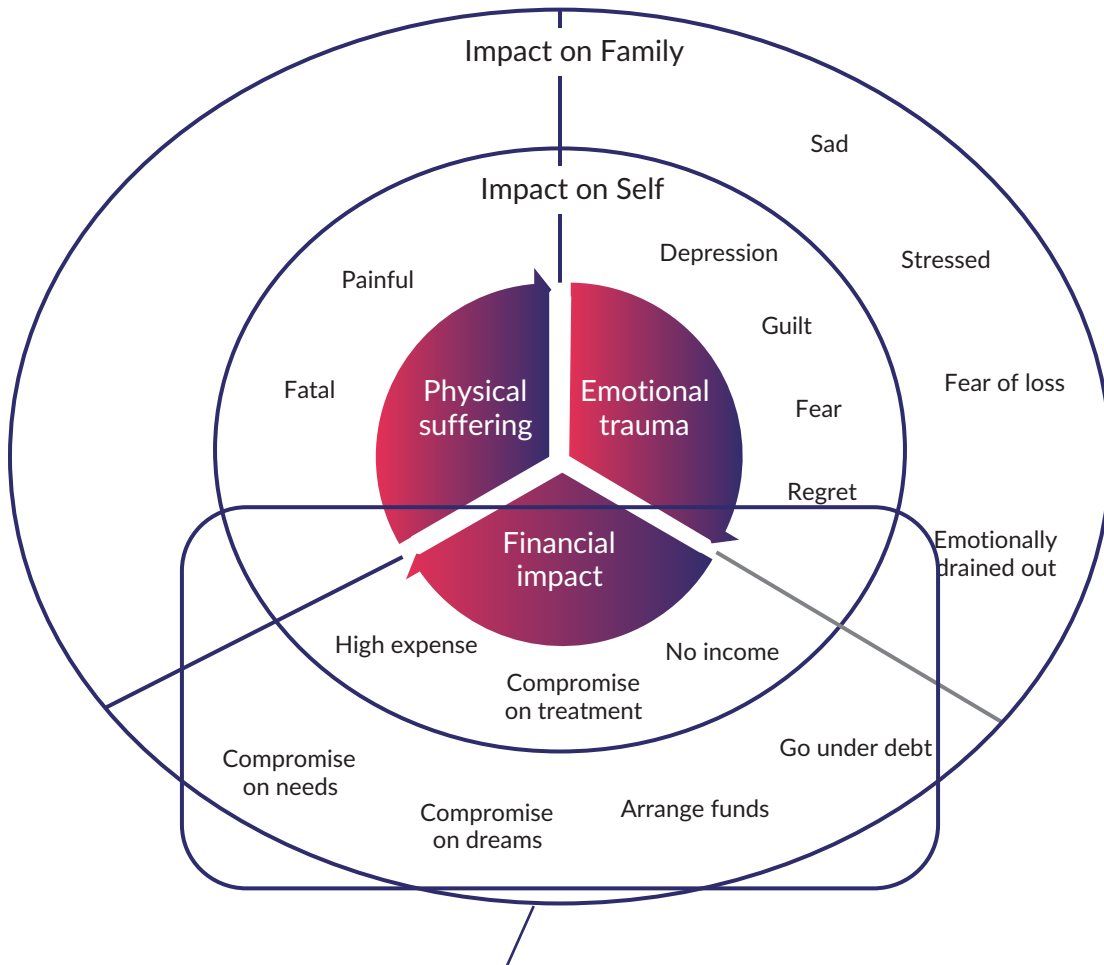 Impact on Family
Sad
Impact on Self
Depression
Stressed
Painful
Guilt
Fatal
Physical
suffering
Emotional
trauma
Fear of loss
Fear
Regret
Financial
impact
Emotionally
drained out
High expense
No income
Compromise
on treatment
Go under debt
Compromise
on needs
Compromise
on dreams
Arrange funds